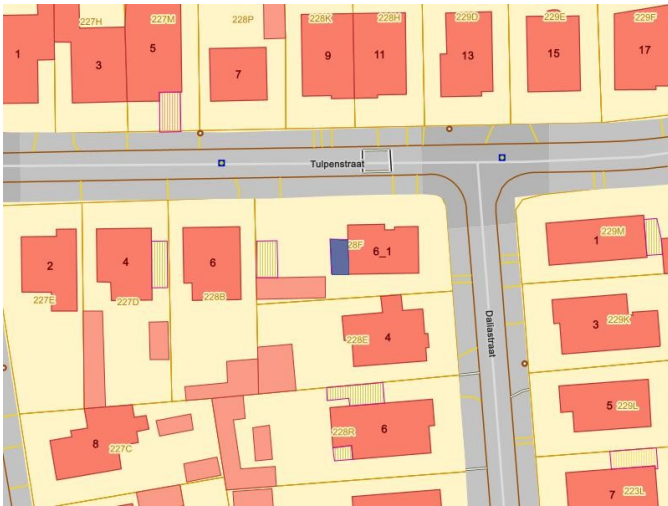 227H
227M
228P
228K
228H
229D
229E
229F
1
3
5
7
9
11
13
15
17
Tulpenstraat
2
227E
4
227D
6
228B
28F
6_1
1
229M
228E
4
Daliastraat
3
229K
8
227C
228R
6
5
229L
7
223L